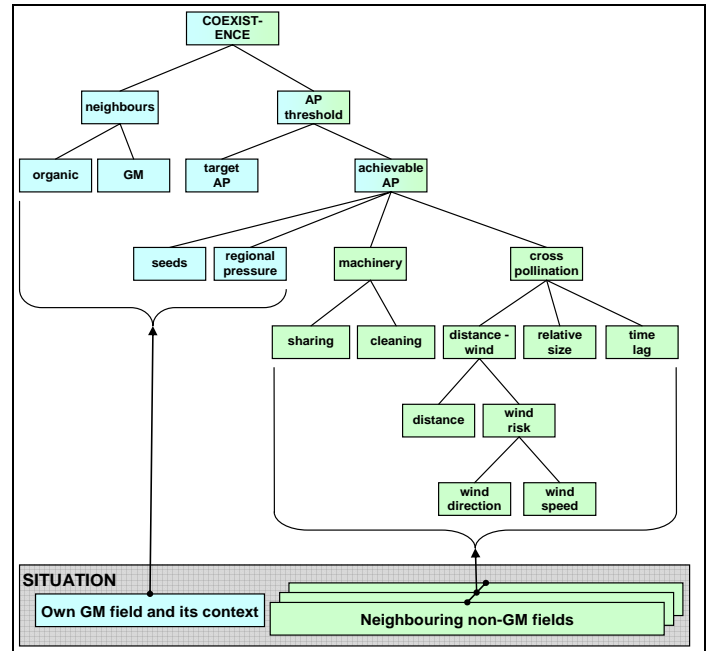 COEXIST-
ENCE
neighbours
AP
threshold
organic
GM
target
AP
achievable
AP
seeds
regional
pressure
machinery
cross
pollination
sharing
cleaning
distance -
wind
relative
size
time
lag
distance
wind
risk
wind
direction
wind
speed
SITUATION
Own GM field and its context
Neighbouring non-GM fields